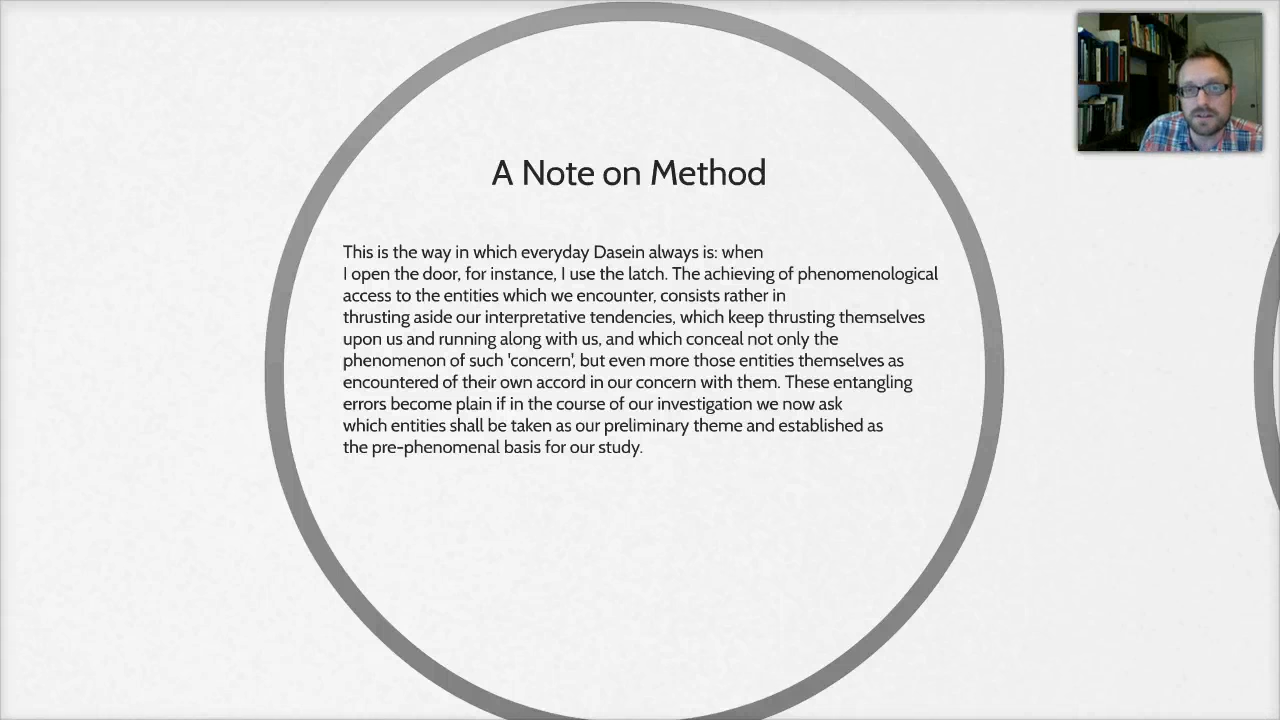 A Note on Method
This is the way in which everyday Dasein always is: when
I open the door, for instance, I use the latch. The achieving of phenomenological
access to the entities which we encounter, consists rather in
thrusting aside our interpretative tendencies, which keep thrusting themselves
upon us and running along with us, and which conceal not only the
phenomenon of such 'concern', but even more those entities themselves as
encountered of their own accord in our concern with them. These entangling
errors become plain if in the course of our investigation we now ask
which entities shall be taken as our preliminary theme and established as
the pre-phenomenal basis for our study.